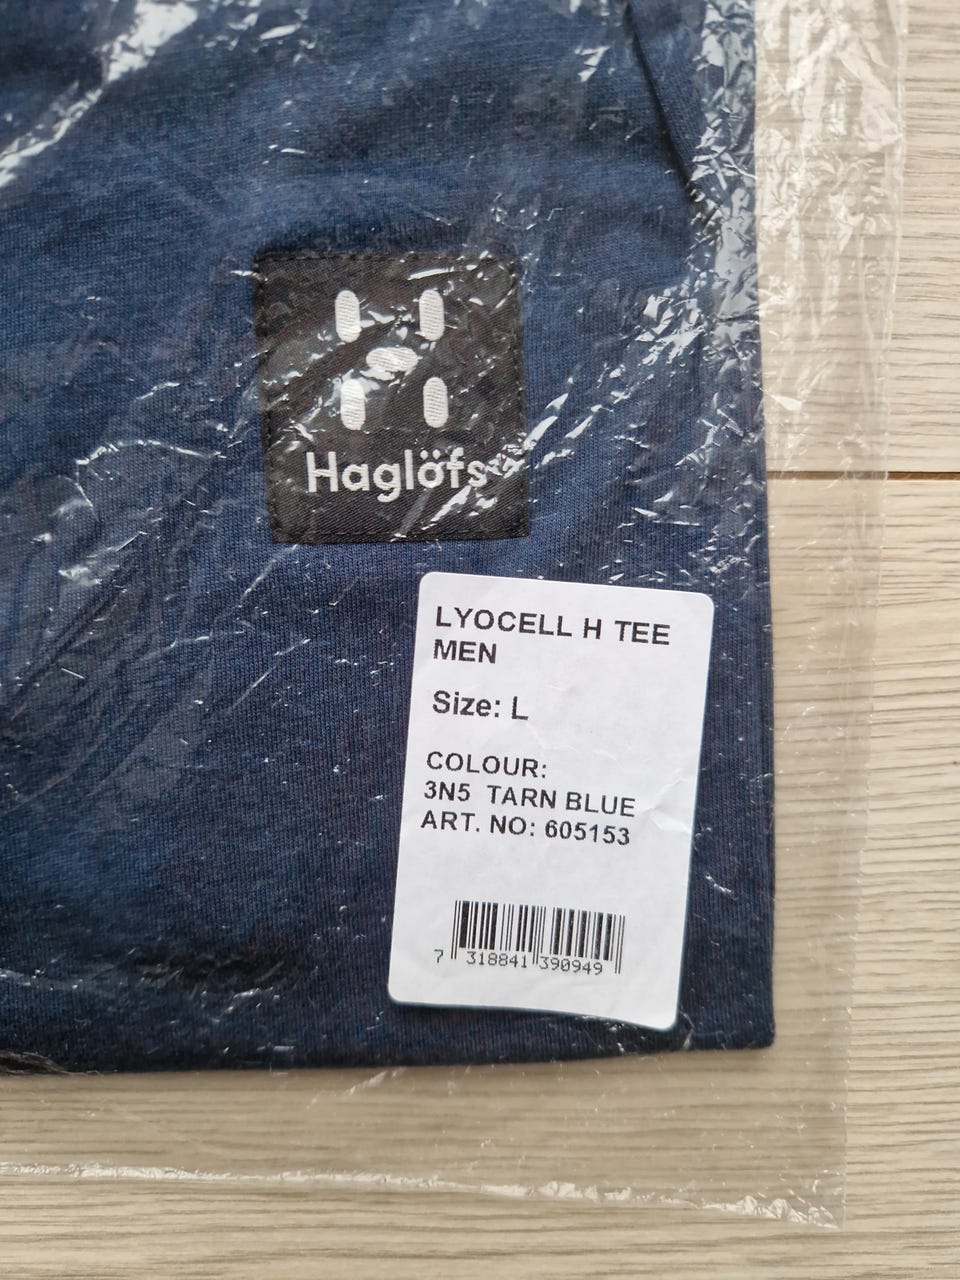 Haglöfs
LYOCELL H TEE
MEN
Size: L
COLOUR:
3N5 TARN BLUE
ART. NO: 605153
7 318841 390949